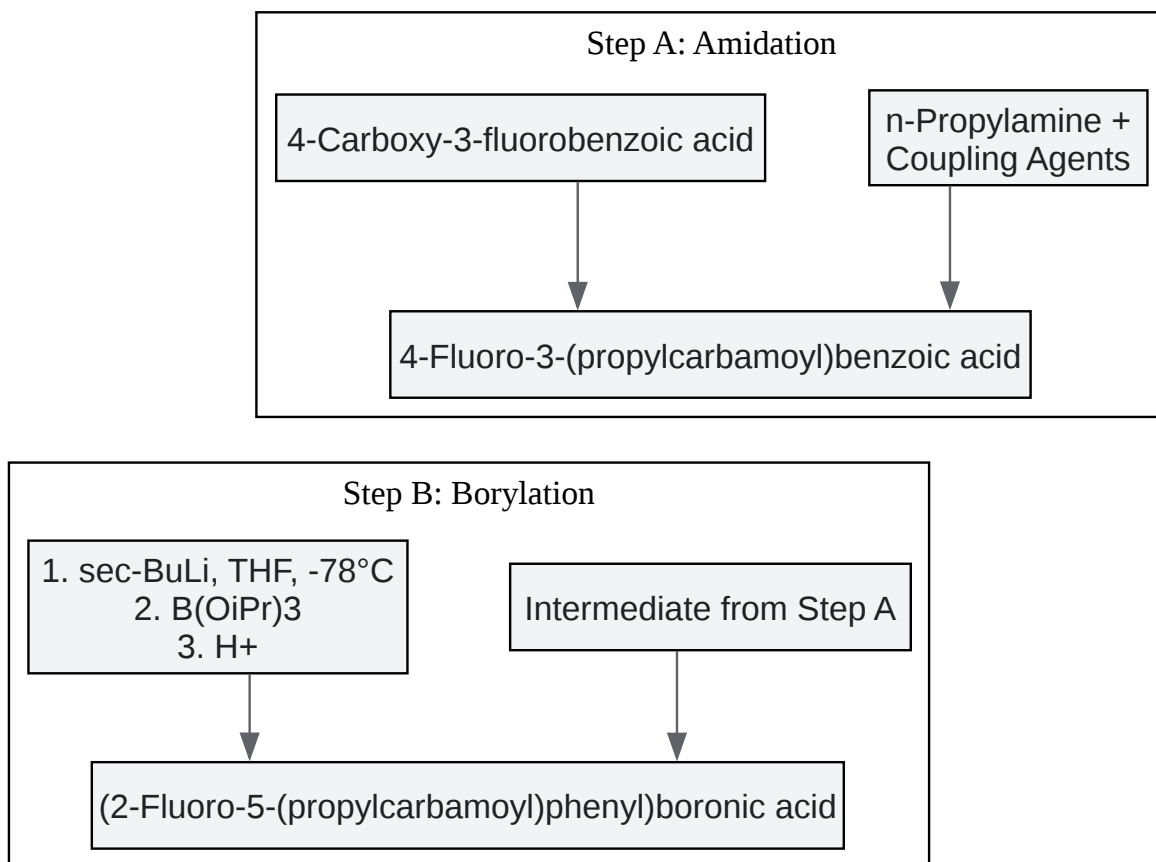 Step A: Amidation
4-Carboxy-3-fluorobenzoic acid
n-Propylamine +
Coupling Agents
4-Fluoro-3-(propylcarbamoyl)benzoic acid
Step B: Borylation
1. sec-BuLi, THF, -78°C
2. B(OiPr)3
3. H+
Intermediate from Step A
(2-Fluoro-5-(propylcarbamoyl)phenyl)boronic acid